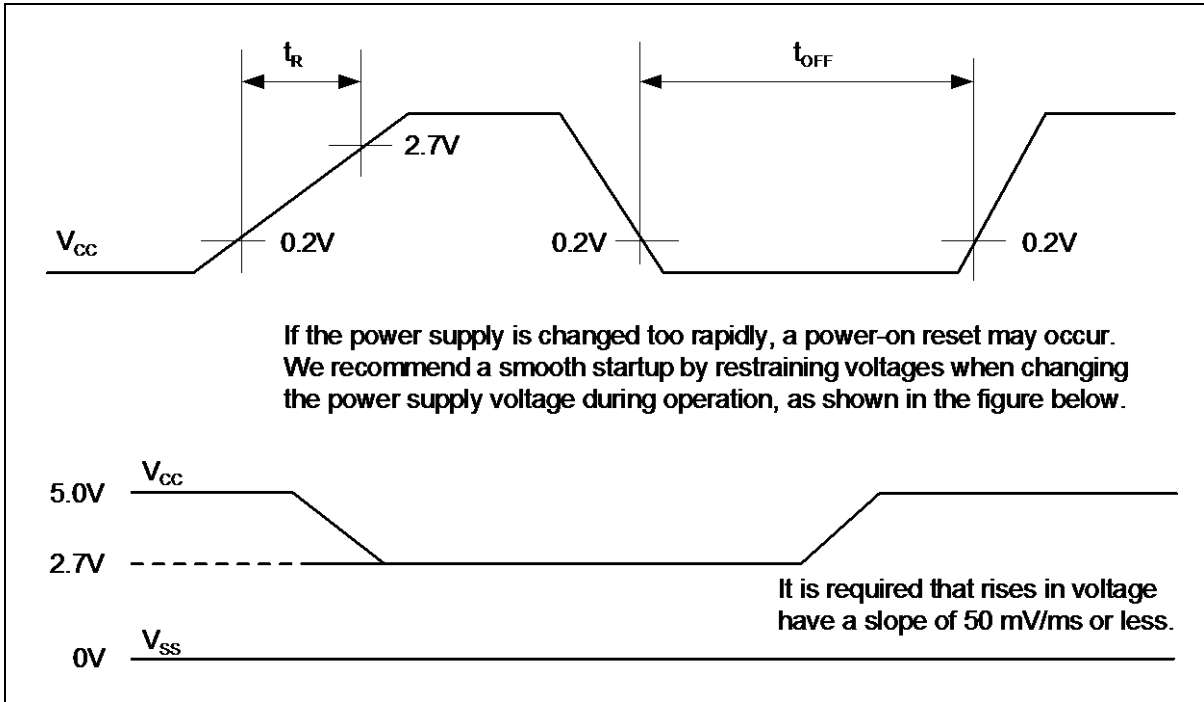 tR
tOFF
2.7V
VCC
0.2V
0.2V
0.2V
If the power supply is changed too rapidly, a power-on reset may occur.
We recommend a smooth startup by restraining voltages when changing
the power supply voltage during operation, as shown in the figure below.
VCC
5.0V
2.7V
It is required that rises in voltage
have a slope of 50 mV/ms or less.
VSS
0V